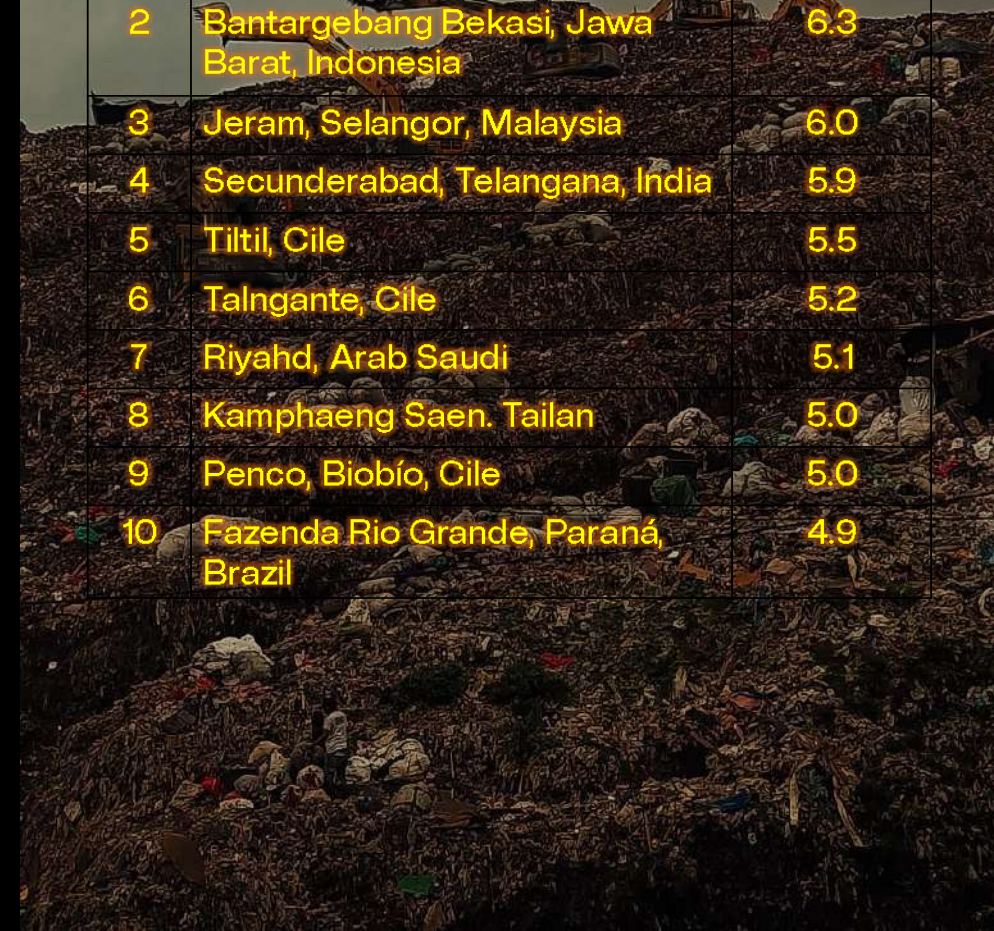 2 Bantargebang Bekasi, Jawa 6.3
Barat, Indonesia
3 Jeram, Selangor, Malaysia 6.0
4 Secunderabad, Telangana, India 5.9
5 Tiltil, Cile 5.5
6 Talngante, Cile 5.2
7 Riyahd, Arab Saudi 5.1
8 Kamphaeng Saen. Tailan 5.0
9 Penco, Biobío, Cile 5.0
10 Fazenda Rio Grande, Paraná, 4.9
Brazil